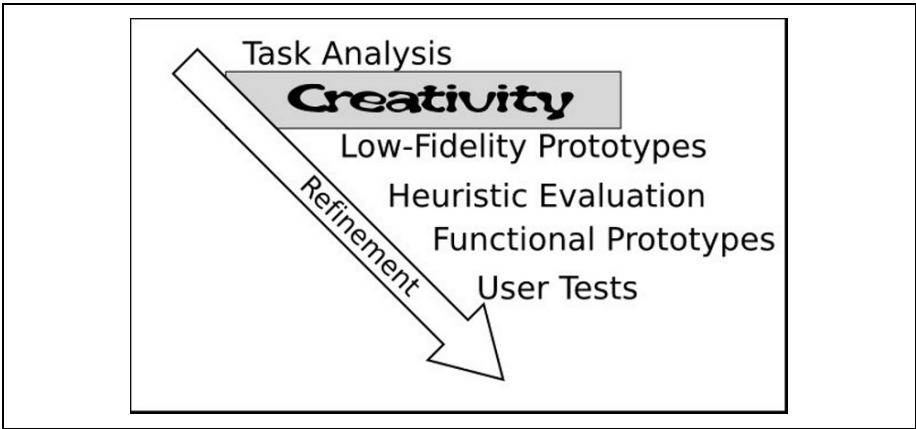 Task Analysis
Creativity
Low-Fidelity Prototypes
Heuristic Evaluation
Functional Prototypes
User Tests
Refinement